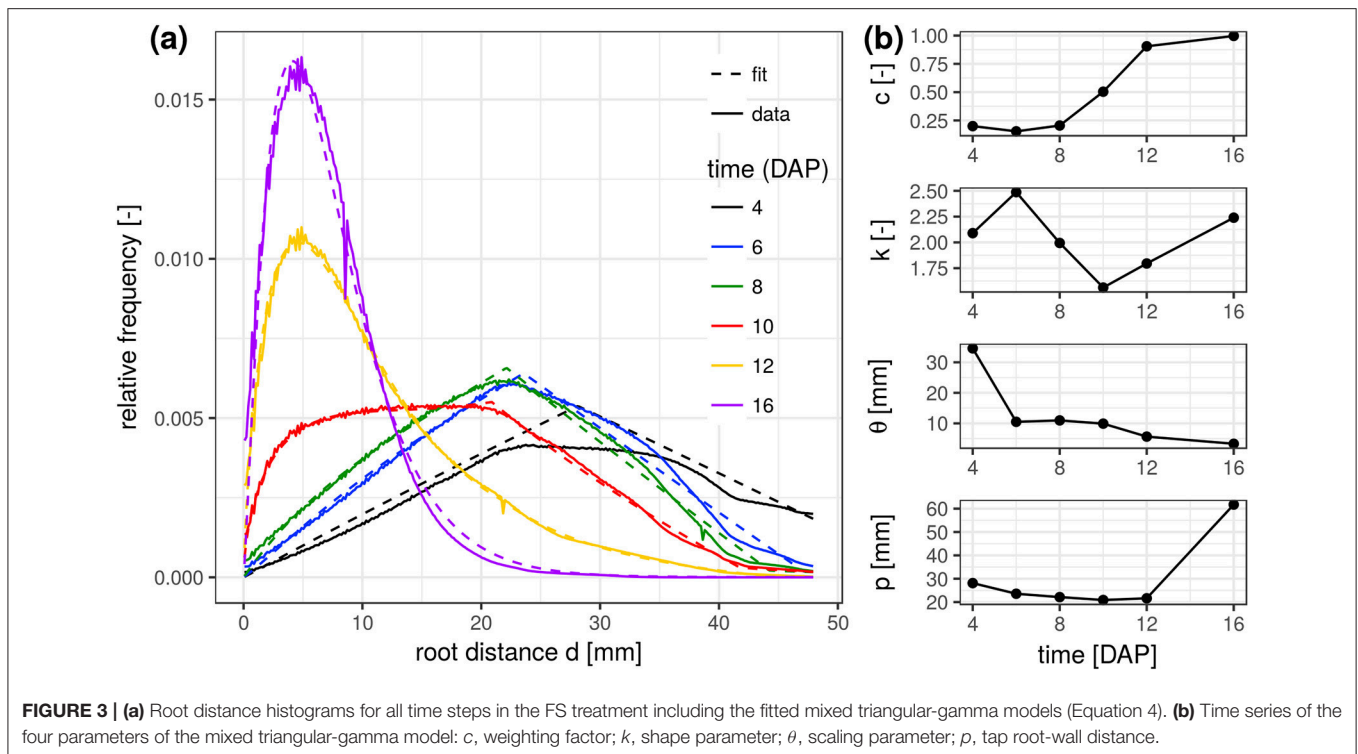 (a)
0.015
0.010
0.005
0.000
relative frequency [-]
0 10 20 30 40 50
root distance d [mm]
fit
data
time (DAP)
4
6
8
10
12
16
(b)
1.00
0.75
0.50
0.25
c [-]
4 8 12 16
2.50
2.25
2.00
1.75
k [-]
4 8 12 16
30
20
10
θ [mm]
4 8 12 16
60
50
40
30
20
p [mm]
4 8 12 16
time [DAP]
FIGURE 3 | (a) Root distance histograms for all time steps in the FS treatment including the fitted mixed triangular-gamma models (Equation 4). (b) Time series of the
four parameters of the mixed triangular-gamma model: c, weighting factor; k, shape parameter; θ, scaling parameter; p, tap root-wall distance.